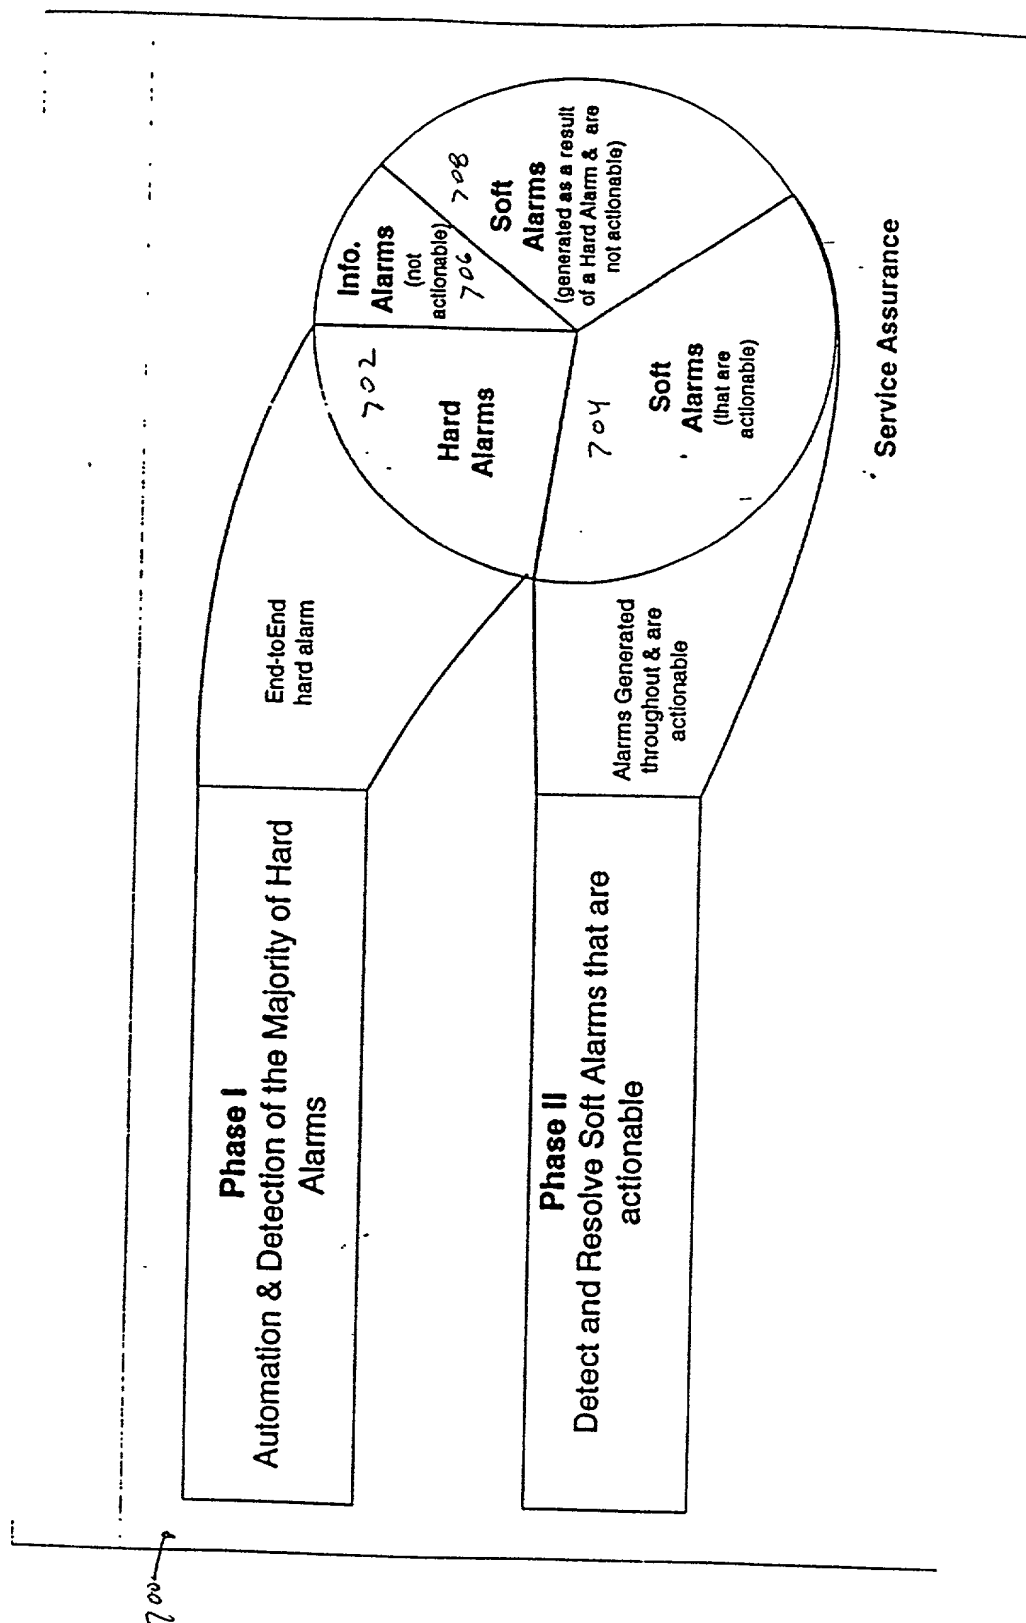 700
Phase I
Automation & Detection of the Majority of Hard
Alarms
End-toEnd
hard alarm
702
Hard
Alarms
Info.
Alarms
(not
actionable)
706
708
Soft
Alarms
(generated as a result
of a Hard Alarm & are
not actionable)
Phase II
Detect and Resolve Soft Alarms that are
actionable
Alarms Generated
throughout & are
actionable
704
Soft
Alarms
(that are
actionable)
Service Assurance